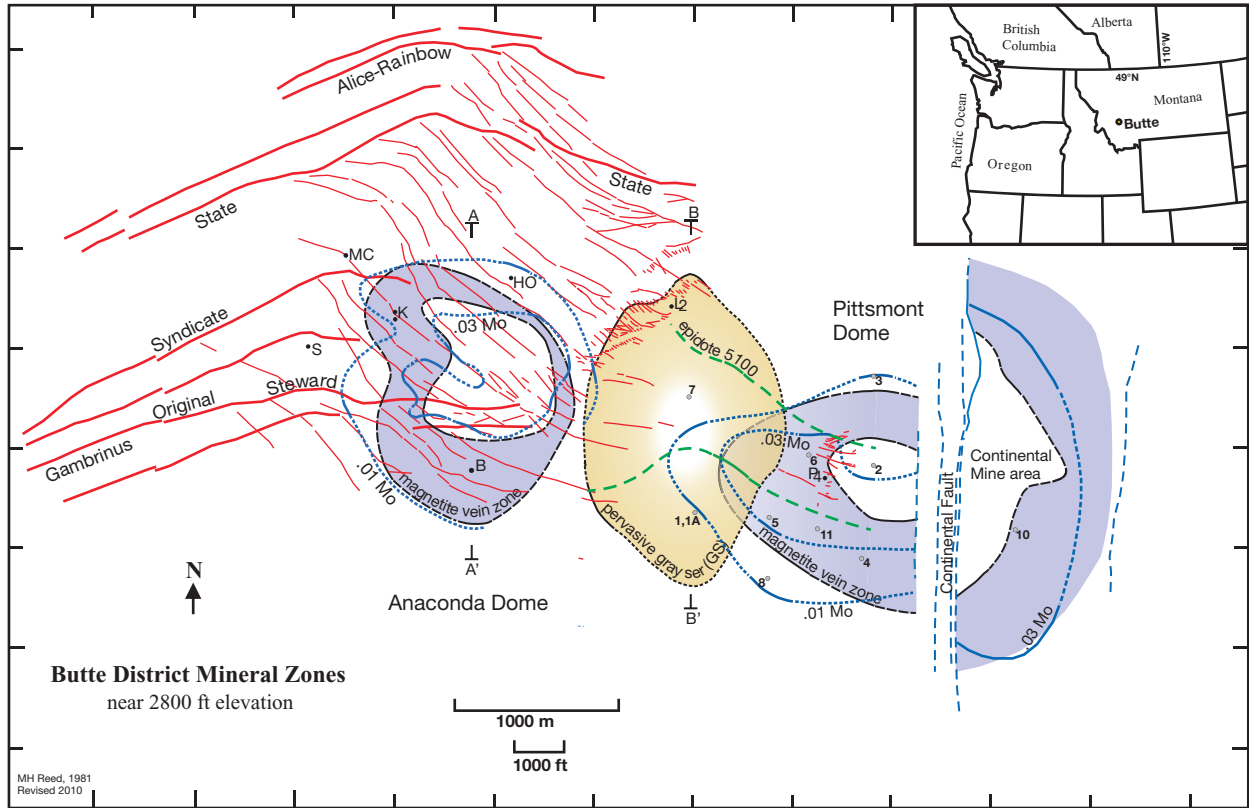 British
Columbia
Alberta
110°W
49°N
Montana
Butte
Pacific Ocean
Oregon
Alice-Rainbow
State
State
A
B
MC
HO
K
.03 Mo
L2
epidote 5100
Pittsmont
Dome
Syndicate
S
Steward
Original
Gambrinus
7
3
.03 Mo
6
P
4
2
Continental
Mine area
B
.01 Mo
magnetite vein zone
1,1A
5
11
4
10
pervasive gray ser (GS)
magnetite vein zone
8
.01 Mo
Continental Fault
.03 Mo
A'
B'
N
Anaconda Dome
Butte District Mineral Zones
near 2800 ft elevation
1000 m
1000 ft
MH Reed, 1981
Revised 2010